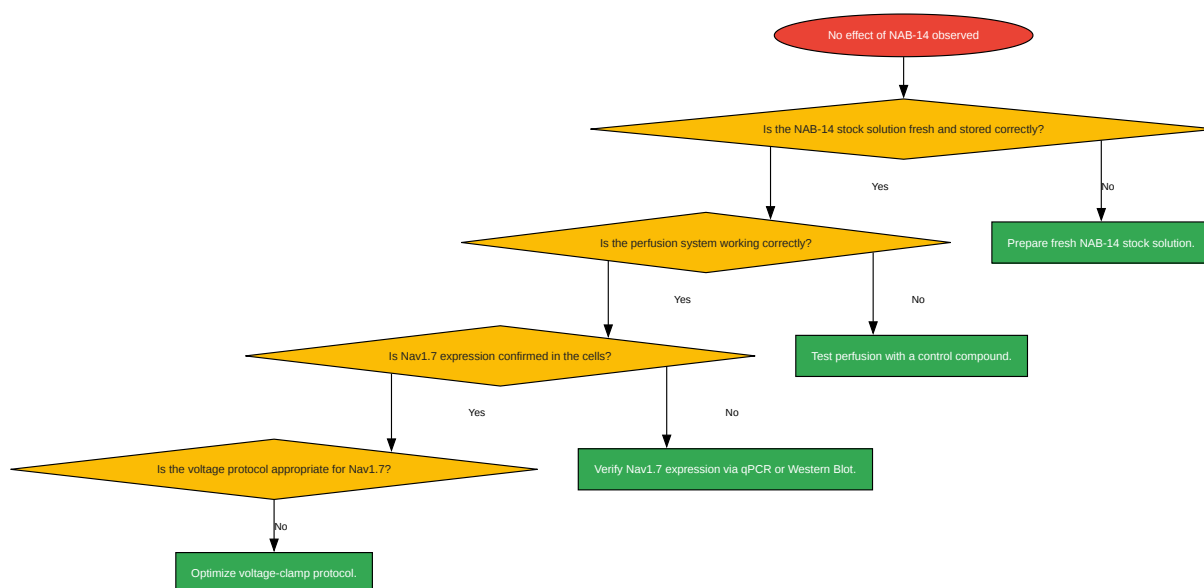 No effect of NAB-14 observed
Is the NAB-14 stock solution fresh and stored correctly?
Yes
No
Is the perfusion system working correctly?
Prepare fresh NAB-14 stock solution.
Yes
No
Is Nav1.7 expression confirmed in the cells?
Test perfusion with a control compound.
Yes
No
Is the voltage protocol appropriate for Nav1.7?
Verify Nav1.7 expression via qPCR or Western Blot.
No
Optimize voltage-clamp protocol.